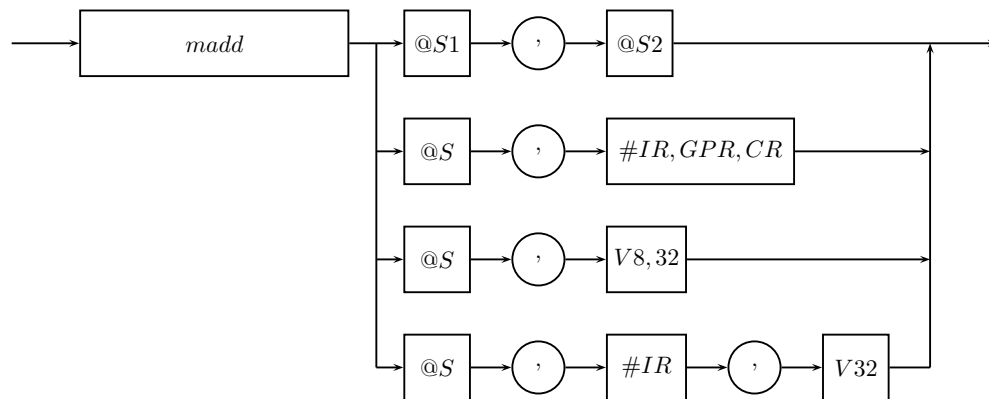 madd @S1 , @S2
@S , #IR, GPR, CR
@S , V8, 32
@S , #IR , V32